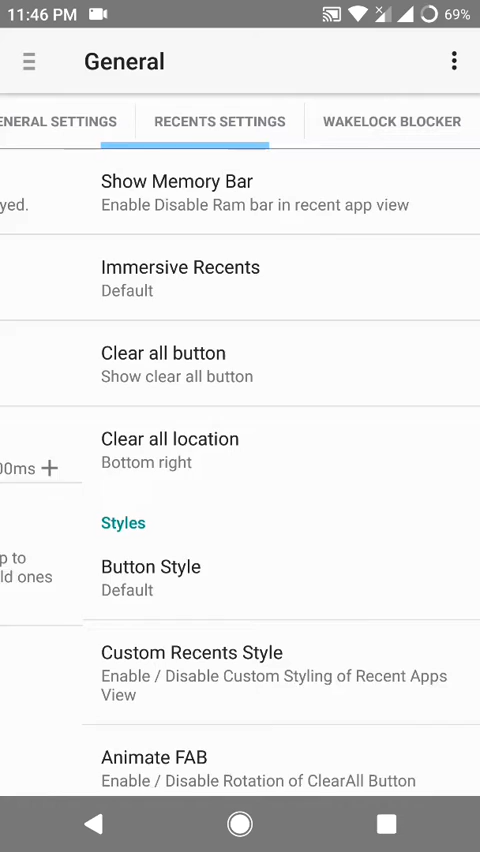 11:46 PM 69%
General
ENERAL SETTINGS RECENTS SETTINGS WAKELOCK BLOCKER
Show Memory Bar
yed. Enable Disable Ram bar in recent app view
Immersive Recents
Default
Clear all button
Show clear all button
Clear all location
00ms + Bottom right
Styles
p to
ld ones
Button Style
Default
Custom Recents Style
Enable / Disable Custom Styling of Recent Apps
View
Animate FAB
Enable / Disable Rotation of ClearAll Button